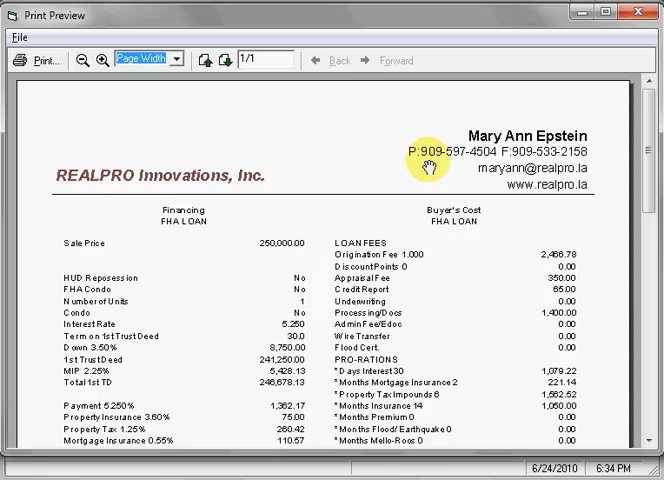 Print Preview
File
Print... Page Width 1/1 Back Forward
Mary Ann Epstein
P:909-597-4504 F:909-533-2158
maryann@realpro.la
www.realpro.la
REALPRO Innovations, Inc.
Financing
FHA LOAN
Sale Price 250,000.00
HUD Reposession No
FHA Condo No
Number of Units 1
Condo No
Interest Rate 5.250
Term on 1st Trust Deed 30.0
Down 3.50% 8,750.00
1st Trust Deed 241,250.00
MIP 2.25% 5,428.13
Total 1st TD 246,678.13
Payment 5.250% 1,362.17
Property Insurance 3.60% 75.00
Property Tax 1.25% 260.42
Mortgage Insurance 0.55% 110.57
Buyer's Cost
FHA LOAN
LOAN FEES
Origination Fee 1.000 2,466.78
Discount Points 0 0.00
Appraisal Fee 350.00
Credit Report 65.00
Underwriting 0.00
Processing/Docs 1,400.00
Admin Fee/Edoc 0.00
Wire Transfer 0.00
Flood Cert. 0.00
PRO-RATIONS
*Days Interest 30 1,079.22
*Months Mortgage Insurance 2 221.14
*Property Tax Impounds 6 1,562.52
*Months Insurance 14 1,050.00
*Months Premium 0 0.00
*Months Flood/ Earthquake 0 0.00
*Months Mello-Roos 0 0.00
6/24/2010 6:34 PM